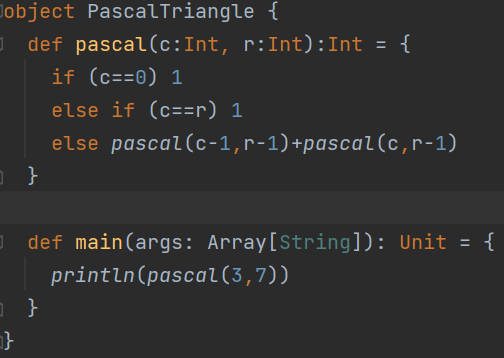 object PascalTriangle {
def pascal(c:Int, r:Int):Int = {
if (c==0) 1
else if (c==r) 1
else pascal(c-1,r-1)+pascal(c,r-1)
}
def main(args: Array[String]): Unit = {
println(pascal(3,7))
}
}